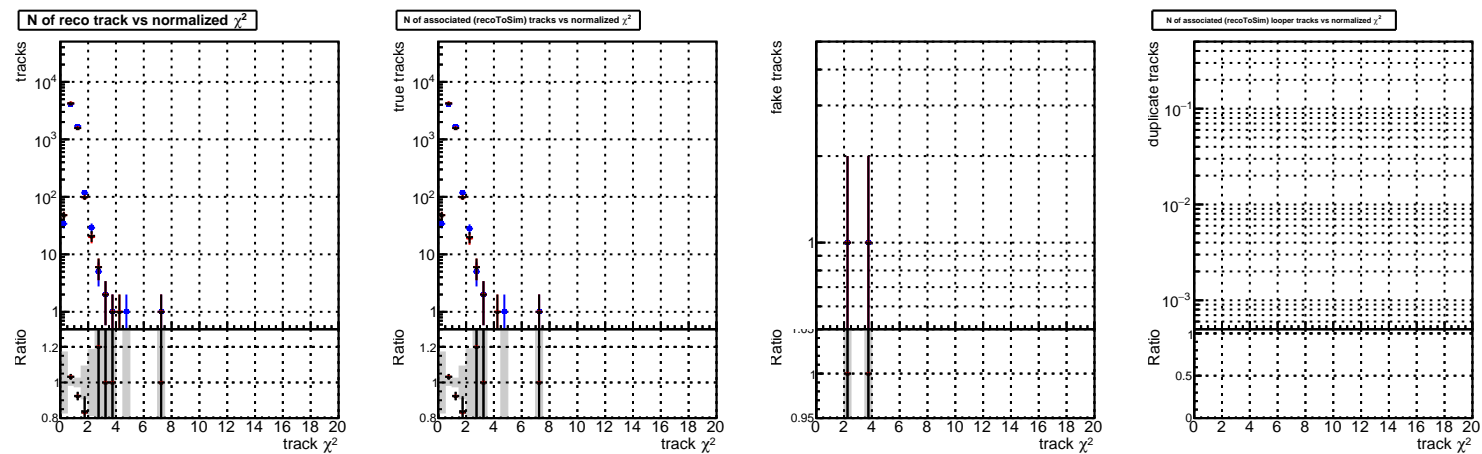 N of reco track vs normalized χ²
tracks
10⁴
10³
10²
10
1
Ratio
1.2
1
0.8
0 2 4 6 8 10 12 14 16 18 20
track χ²
N of associated (recoToSim) tracks vs normalized χ²
true tracks
10⁴
10³
10²
10
1
Ratio
1.2
1
0.8
0 2 4 6 8 10 12 14 16 18 20
track χ²
fake tracks
1
Ratio
1.05
1
0.95
0 2 4 6 8 10 12 14 16 18 20
track χ²
N of associated (recoToSim) looper tracks vs normalized χ²
duplicate tracks
10⁻¹
10⁻²
10⁻³
Ratio
1
0.5
0
0 2 4 6 8 10 12 14 16 18 20
track χ²